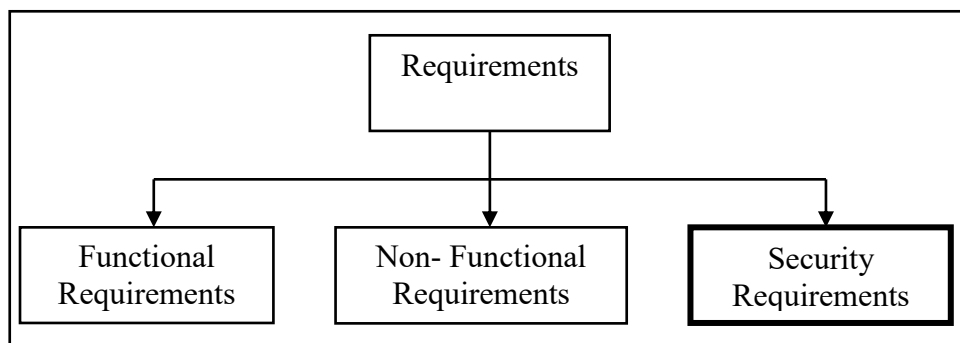 Requirements
Functional
Requirements
Non- Functional
Requirements
Security
Requirements